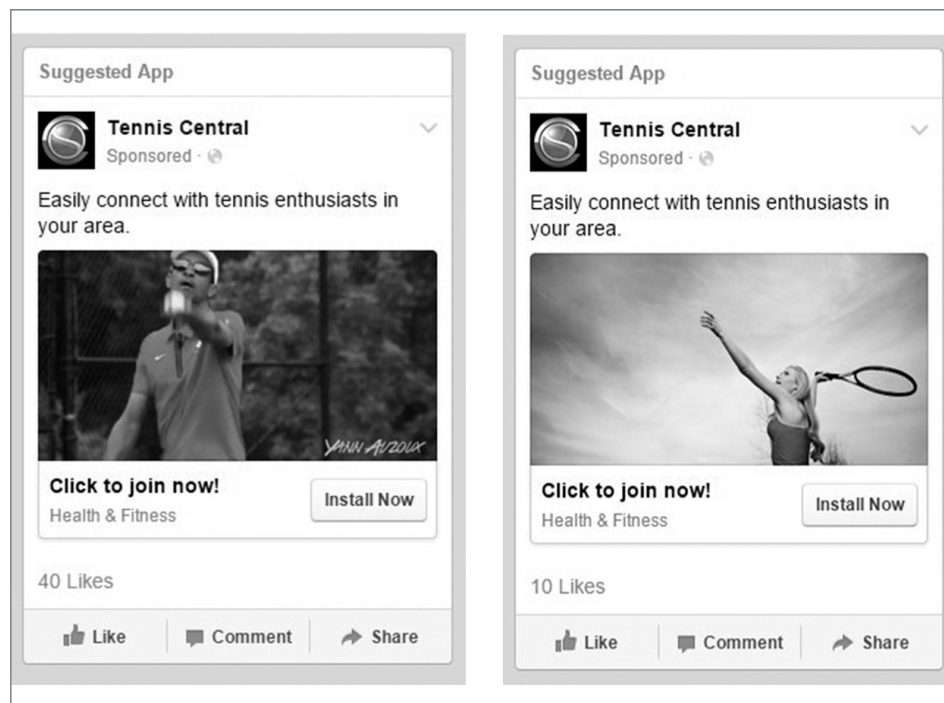 Suggested App
Tennis Central
Sponsored ·
Easily connect with tennis enthusiasts in
your area.
YANN AUZOUX
Click to join now!
Health & Fitness
Install Now
40 Likes
Like
Comment
Share
Suggested App
Tennis Central
Sponsored ·
Easily connect with tennis enthusiasts in
your area.
Click to join now!
Health & Fitness
Install Now
10 Likes
Like
Comment
Share